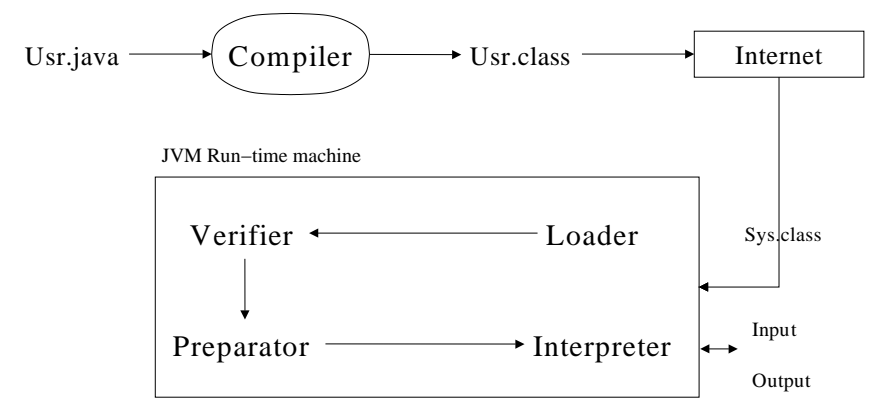 Usr.java
Compiler
Usr.class
Internet
JVM Run−time machine
Verifier
Loader
Sys.class
Preparator
Interpreter
Input
Output